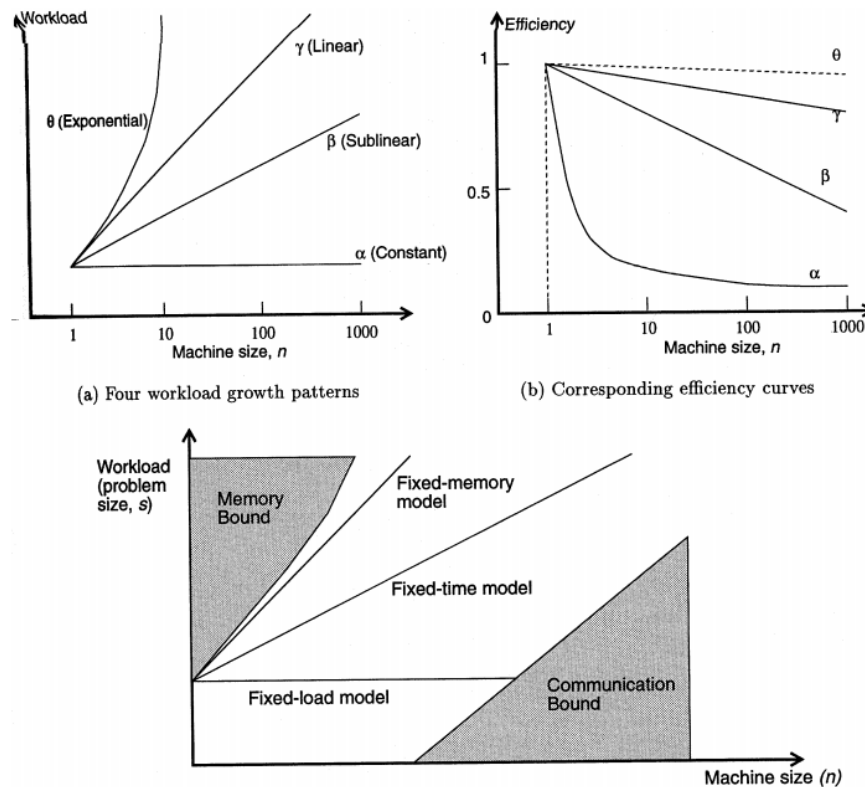 Workload
γ (Linear)
θ (Exponential)
β (Sublinear)
α (Constant)
1
10
100
1000
Machine size, n
(a) Four workload growth patterns
Efficiency
1
0.5
0
θ
γ
β
α
1
10
100
1000
Machine size, n
(b) Corresponding efficiency curves
Workload
(problem
size, s)
Memory
Bound
Fixed-memory
model
Fixed-time model
Fixed-load model
Communication
Bound
Machine size (n)